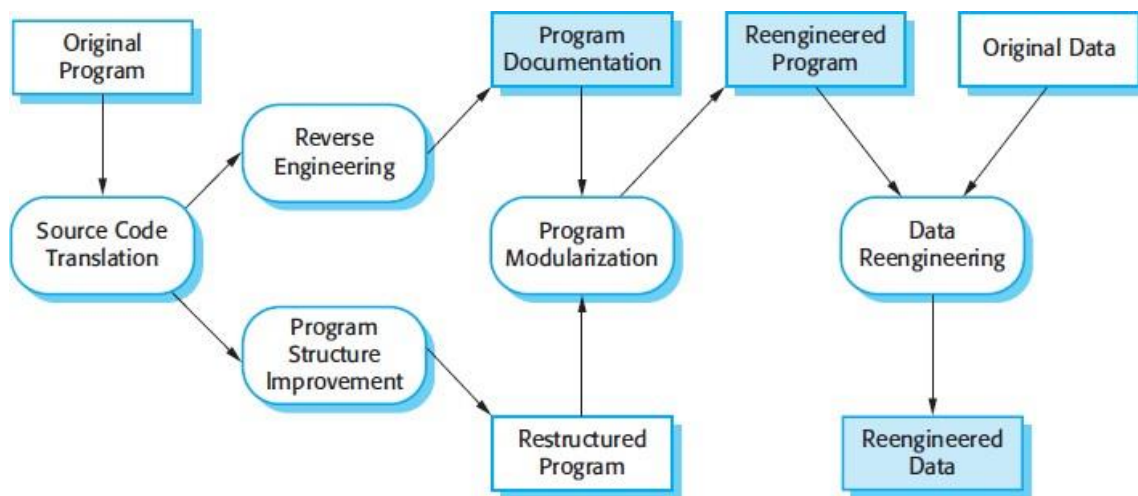 Original
Program
Program
Documentation
Reengineered
Program
Original Data
Reverse
Engineering
Source Code
Translation
Program
Modularization
Data
Reengineering
Program
Structure
Improvement
Restructured
Program
Reengineered
Data